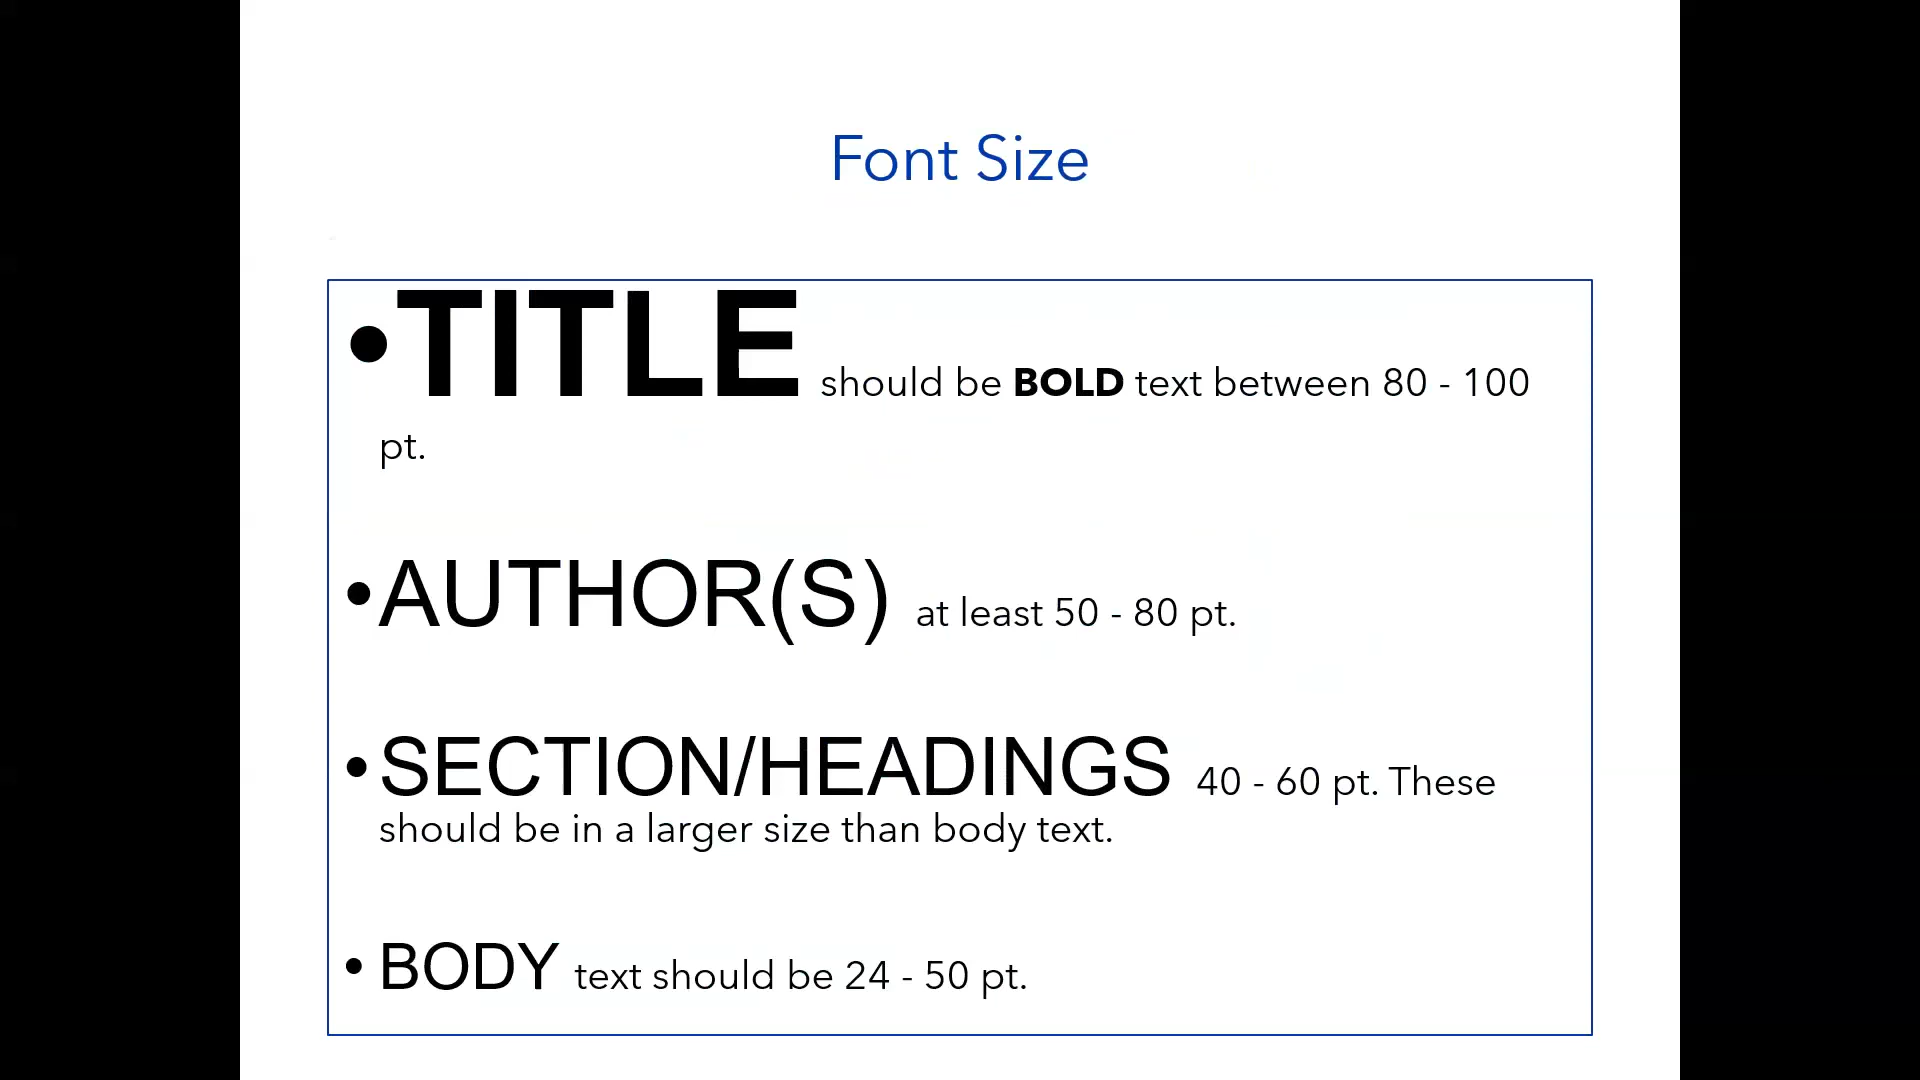 Font Size
•TITLE should be BOLD text between 80 - 100
pt.
•AUTHOR(S) at least 50 - 80 pt.
• SECTION/HEADINGS 40 - 60 pt. These
should be in a larger size than body text.
• BODY text should be 24 - 50 pt.